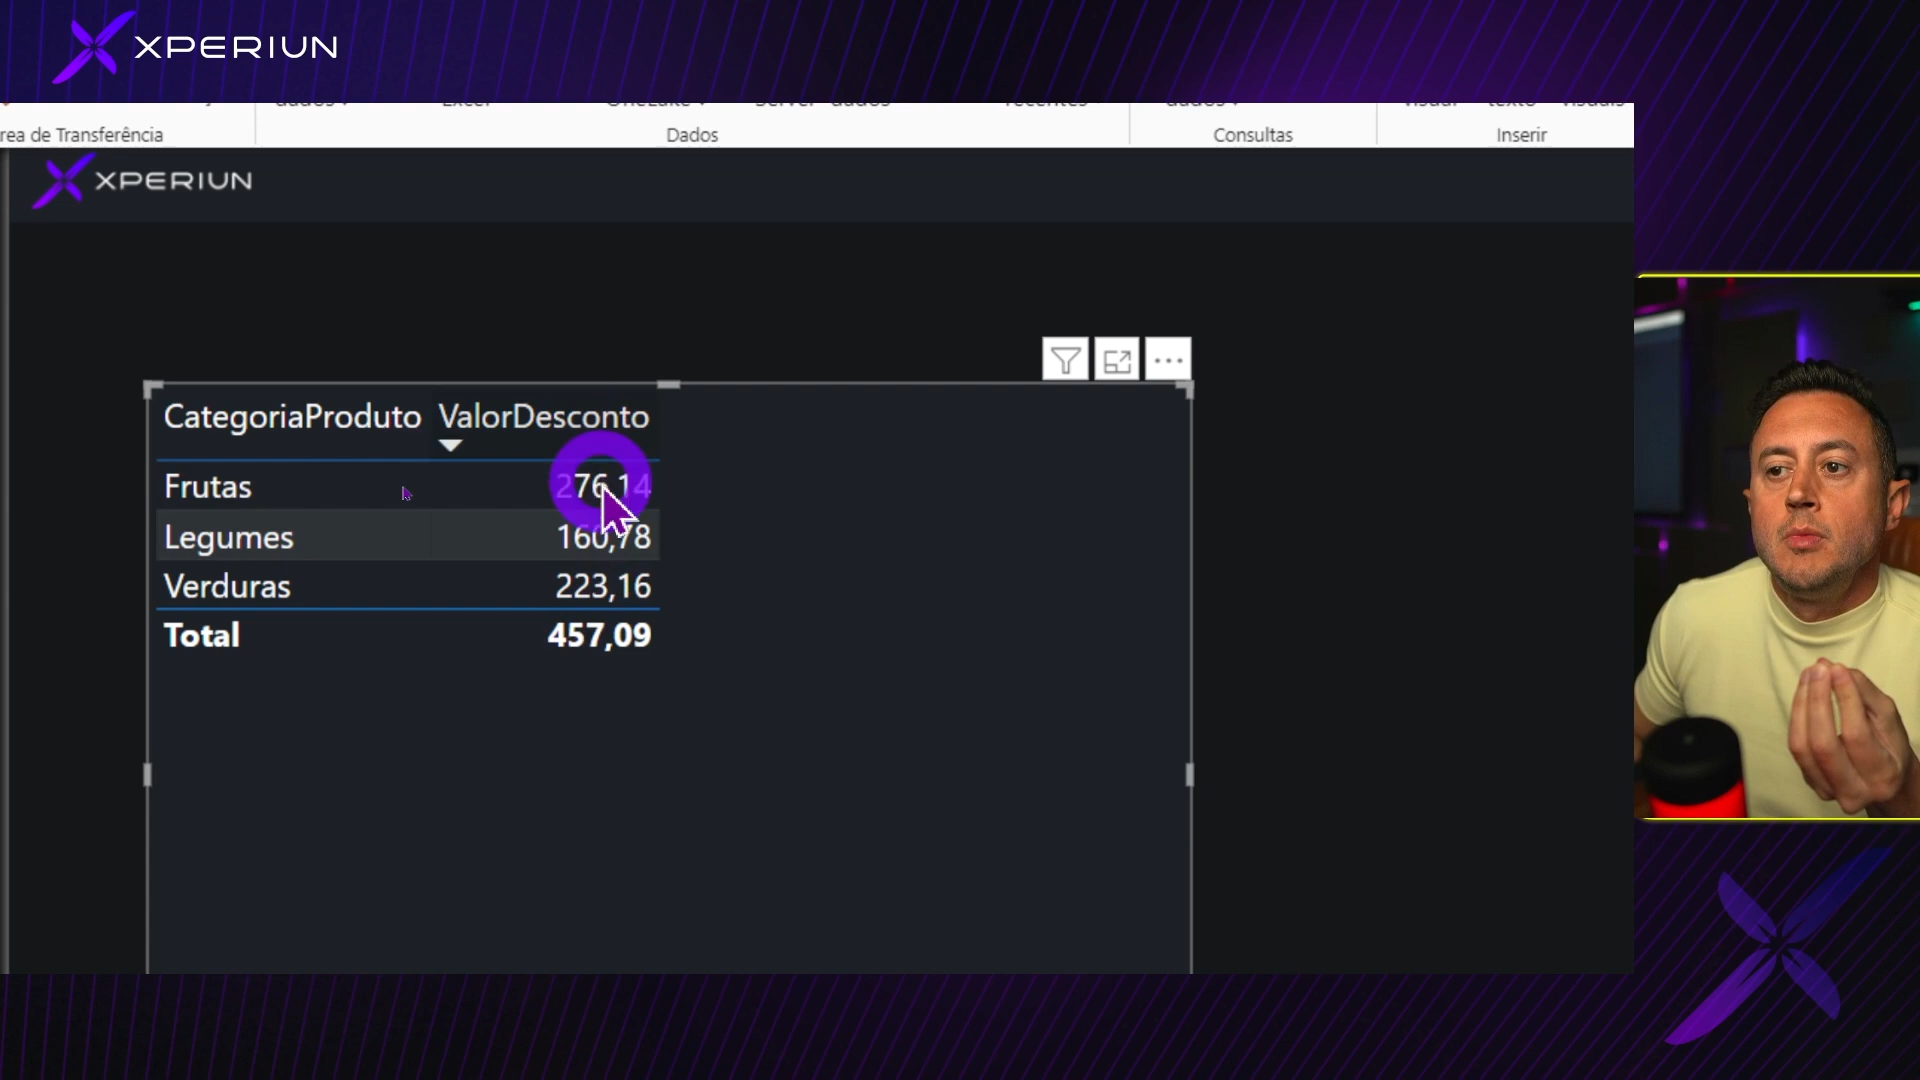 XPERIUN
rea de Transferência
Dados
Consultas
Inserir
XPERIUN
CategoriaProduto ValorDesconto
Frutas 276,14
Legumes 160,78
Verduras 223,16
Total 457,09